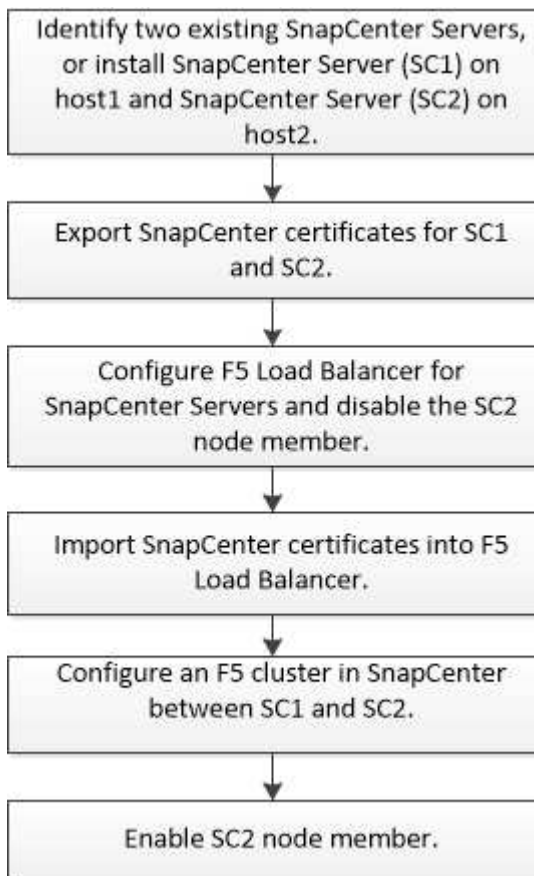 Identify two existing SnapCenter Servers,
or install SnapCenter Server (SC1) on
host1 and SnapCenter Server (SC2) on
host2.
Export SnapCenter certificates for SC1
and SC2.
Configure F5 Load Balancer for
SnapCenter Servers and disable the SC2
node member.
Import SnapCenter certificates into F5
Load Balancer.
Configure an F5 cluster in SnapCenter
between SC1 and SC2.
Enable SC2 node member.